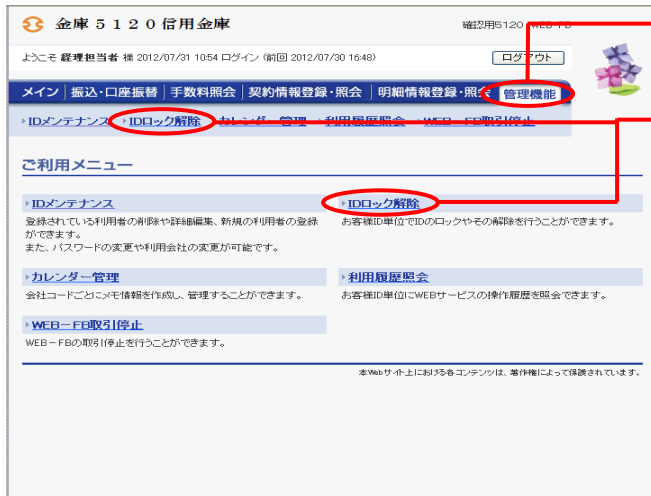 金庫５１２０信用金庫
確認用5120 WEB-FB
ようこそ 経理担当者 様 2012/07/31 10:54 ログイン (前回 2012/07/30 16:48)
ログアウト
メイン 振込・口座振替 手数料照会 契約情報登録・照会 明細情報登録・照会 管理機能
IDメンテナンス IDロック解除 カレンダー管理 利用履歴照会 WEB－FB取引停止
ご利用メニュー
IDメンテナンス IDロック解除
登録されている利用者の削除や詳細編集、新規の利用者の登録 お客様ID単位でIDのロックやその解除を行うことができます。
ができます。
また、パスワードの変更や利用会社の変更が可能です。
カレンダー管理 利用履歴照会
会社コードごとにメモ情報を作成し、管理することができます。 お客様ID単位にWEBサービスの操作履歴を照会できます。
WEB－FB取引停止
WEB－FBの取引停止を行うことができます。
本Webサイト上における各コンテンツは、著作権によって保護されています。